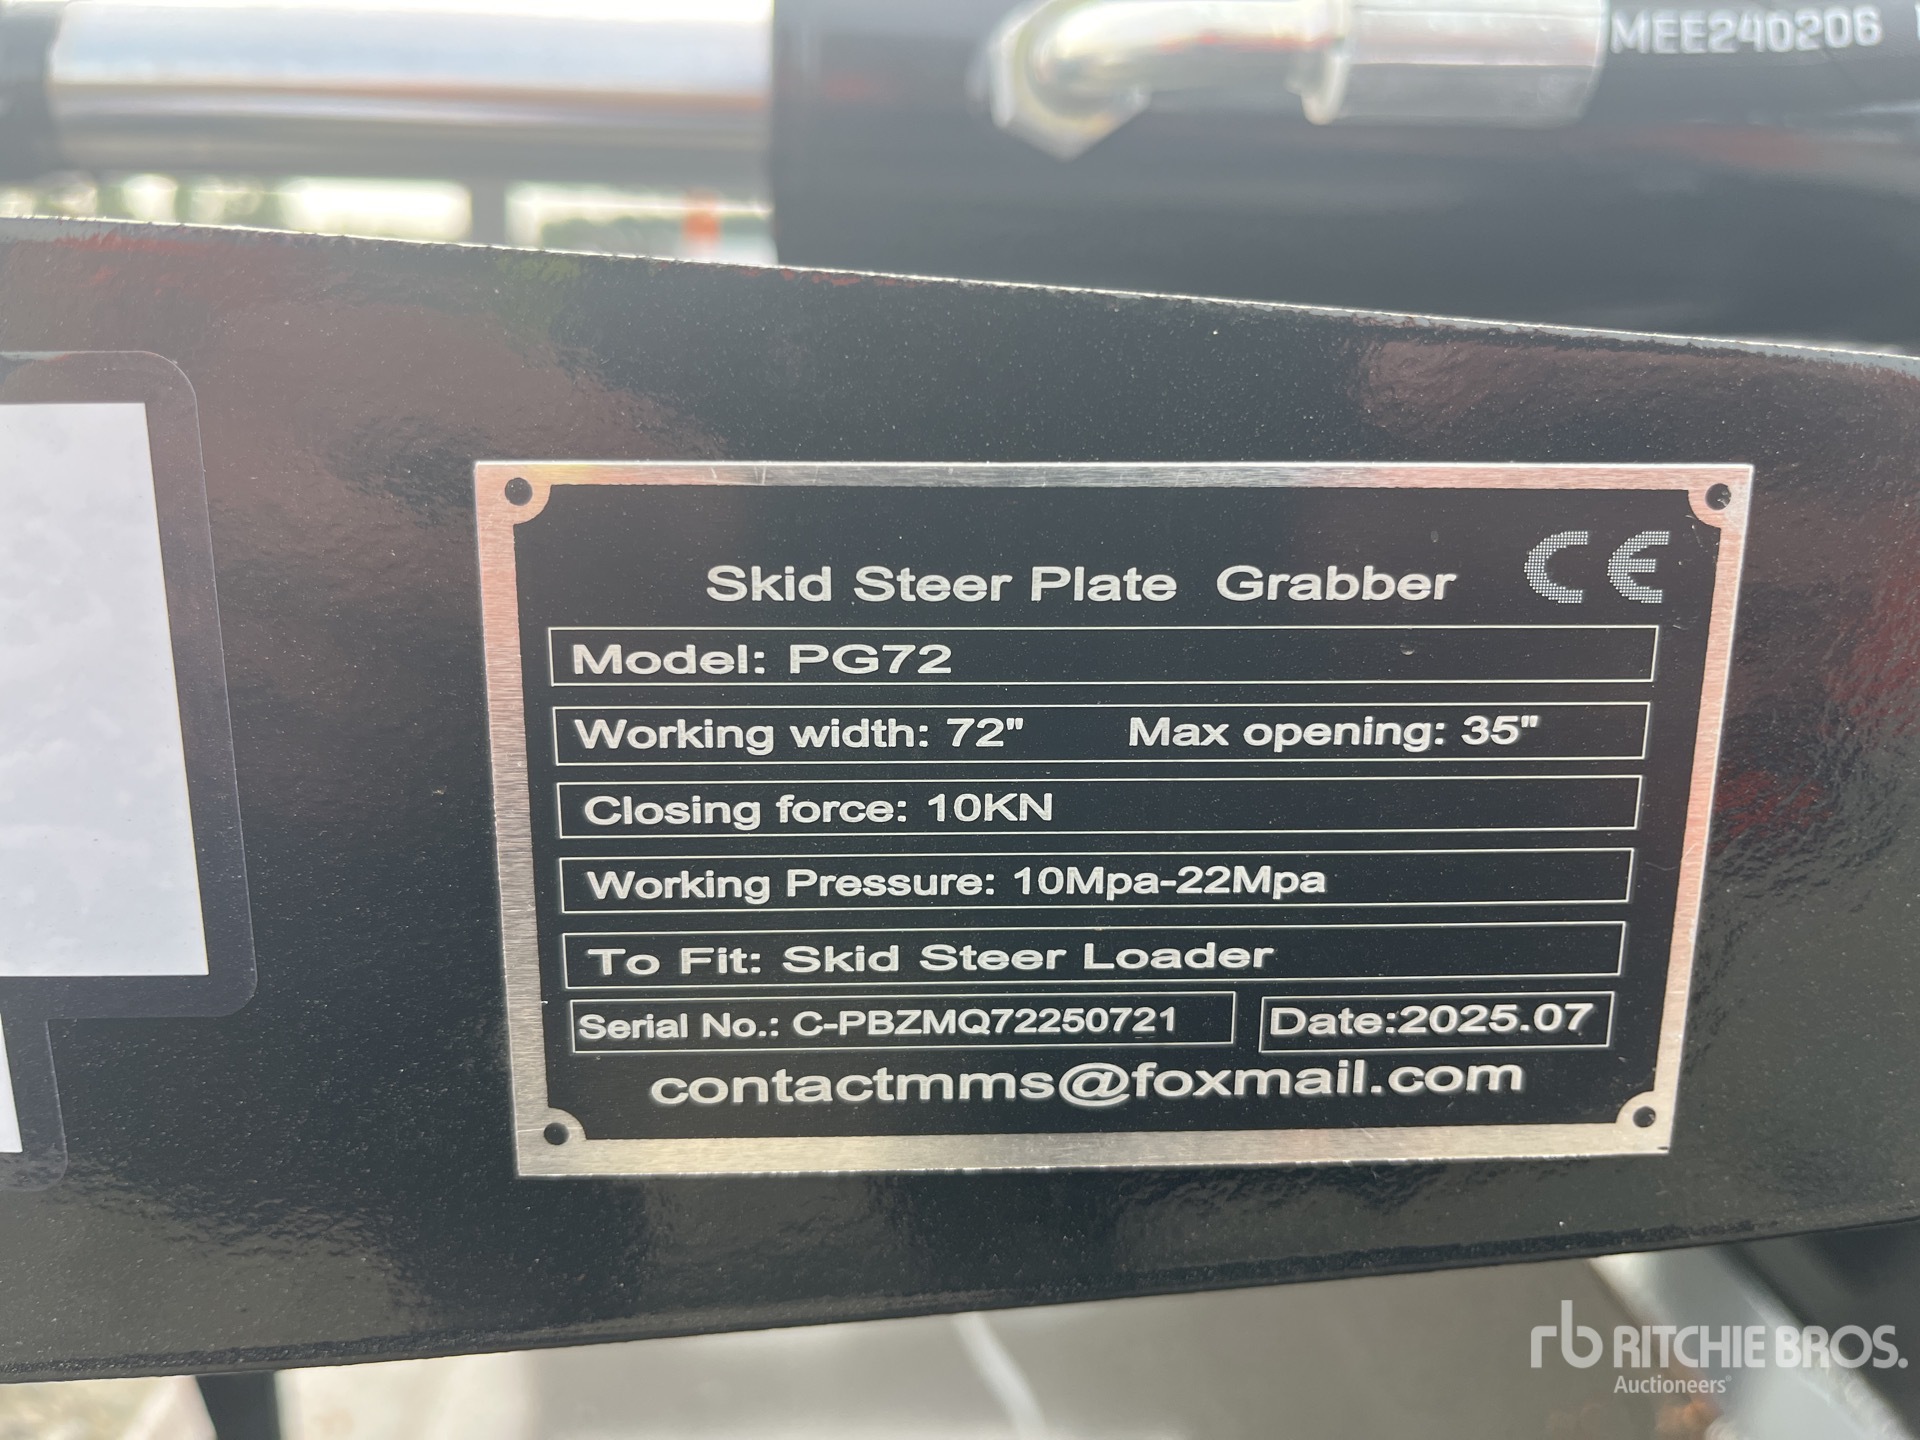 MEE240206
Skid Steer Plate Grabber CE
Model: PG72
Working width: 72" Max opening: 35"
Closing force: 10KN
Working Pressure: 10Mpa-22Mpa
To Fit: Skid Steer Loader
Serial No.: C-PBZMQ72250721 Date:2025.07
contactmms@foxmail.com
rb RITCHIE BROS.
Auctioneers